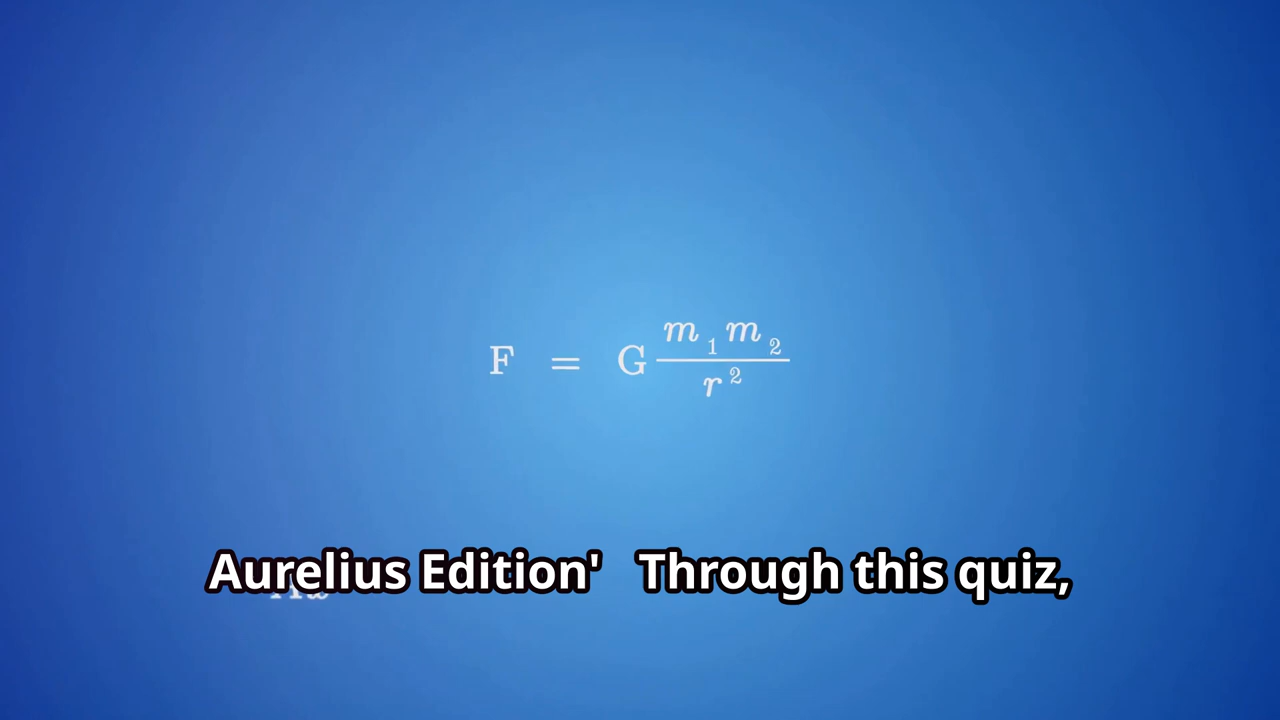 F = G m₁m₂ / r²
Aurelius Edition' Through this quiz,